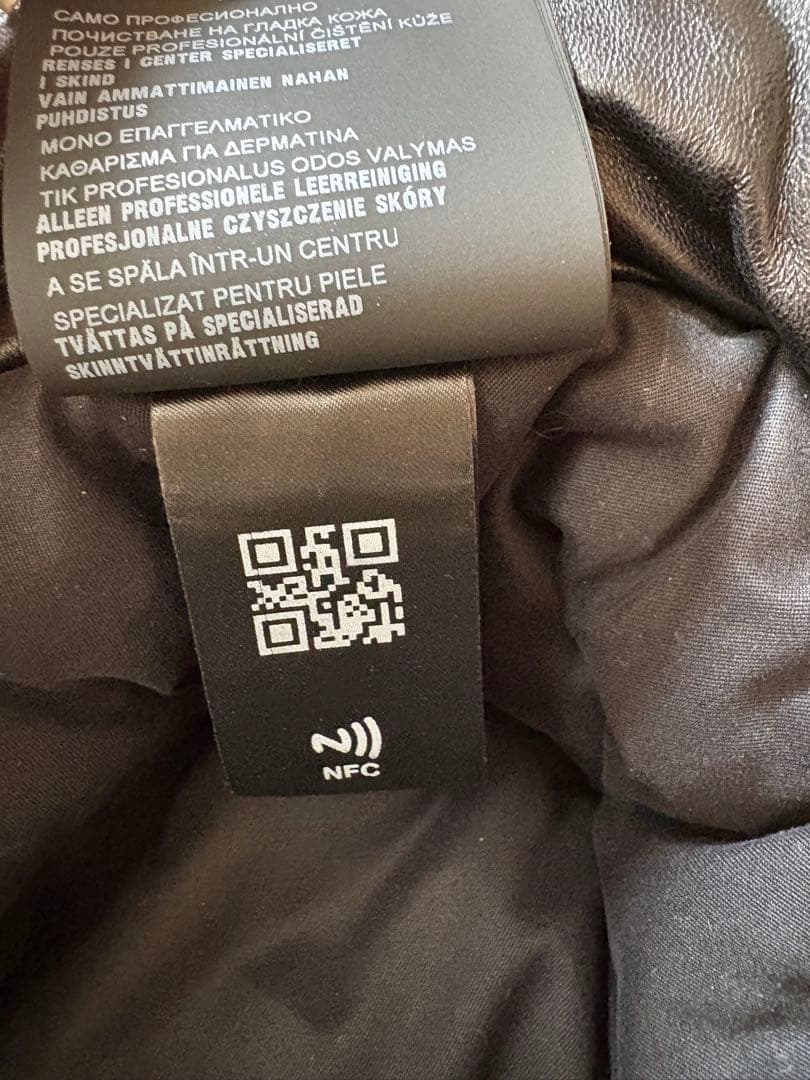 САМО ПРОФЕСИОНАЛНО
ПОЧИСТВАНЕ НА ГЛАДКА КОЖА
POUZE PROFESIONÁLNÍ ČIŠTĚNÍ KŮŽE
RENSES I CENTER SPECIALISERET
I SKIND
VAIN AMMATTIMAINEN NAHAN
PUHDISTUS
ΜΟΝΟ ΕΠΑΓΓΕΛΜΑΤΙΚΟ
ΚΑΘΑΡΙΣΜΑ ΓΙΑ ΔΕΡΜΑΤΙΝΑ
TIK PROFESIONALUS ODOS VALYMAS
ALLEEN PROFESSIONELE LEERREINIGING
PROFESJONALNE CZYSZCZENIE SKÓRY
A SE SPĂLA ÎNTR-UN CENTRU
SPECIALIZAT PENTRU PIELE
TVÄTTAS PÅ SPECIALISERAD
SKINNTVÄTTINRÄTTNING
NFC